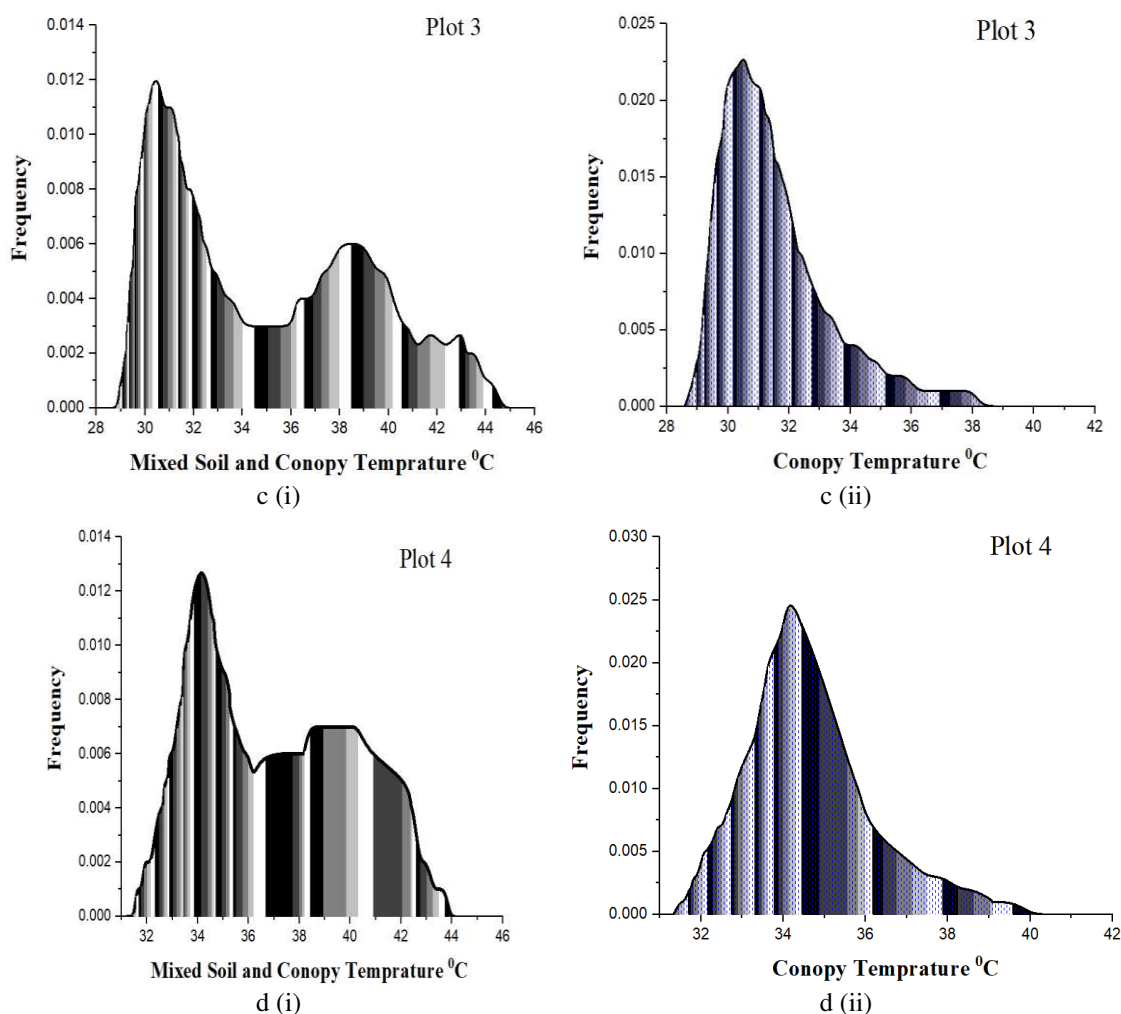 Plot 3
Frequency
0.014
0.012
0.010
0.008
0.006
0.004
0.002
0.000
28 30 32 34 36 38 40 42 44 46
Mixed Soil and Conopy Temprature ⁰C
c (i)
Plot 3
Frequency
0.025
0.020
0.015
0.010
0.005
0.000
28 30 32 34 36 38 40 42
Conopy Temprature ⁰C
c (ii)
Plot 4
Frequency
0.014
0.012
0.010
0.008
0.006
0.004
0.002
0.000
32 34 36 38 40 42 44 46
Mixed Soil and Conopy Temprature ⁰C
d (i)
Plot 4
Frequency
0.030
0.025
0.020
0.015
0.010
0.005
0.000
32 34 36 38 40 42
Conopy Temprature ⁰C
d (ii)